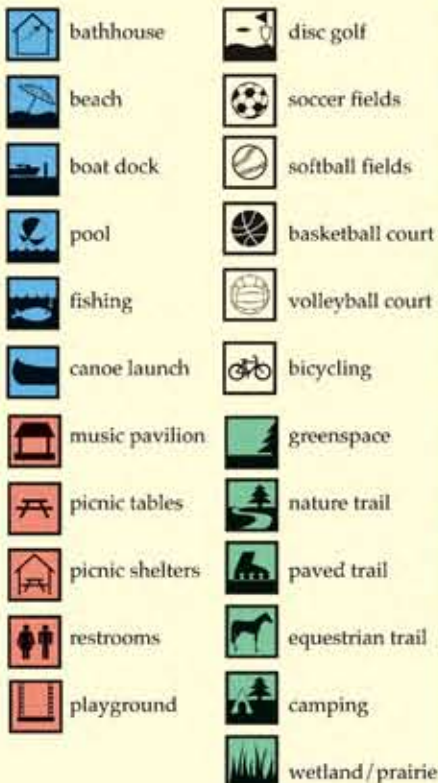 bathhouse
beach
boat dock
pool
fishing
canoe launch
music pavilion
picnic tables
picnic shelters
restrooms
playground
disc golf
soccer fields
softball fields
basketball court
volleyball court
bicycling
greenspace
nature trail
paved trail
equestrian trail
camping
wetland/prairie